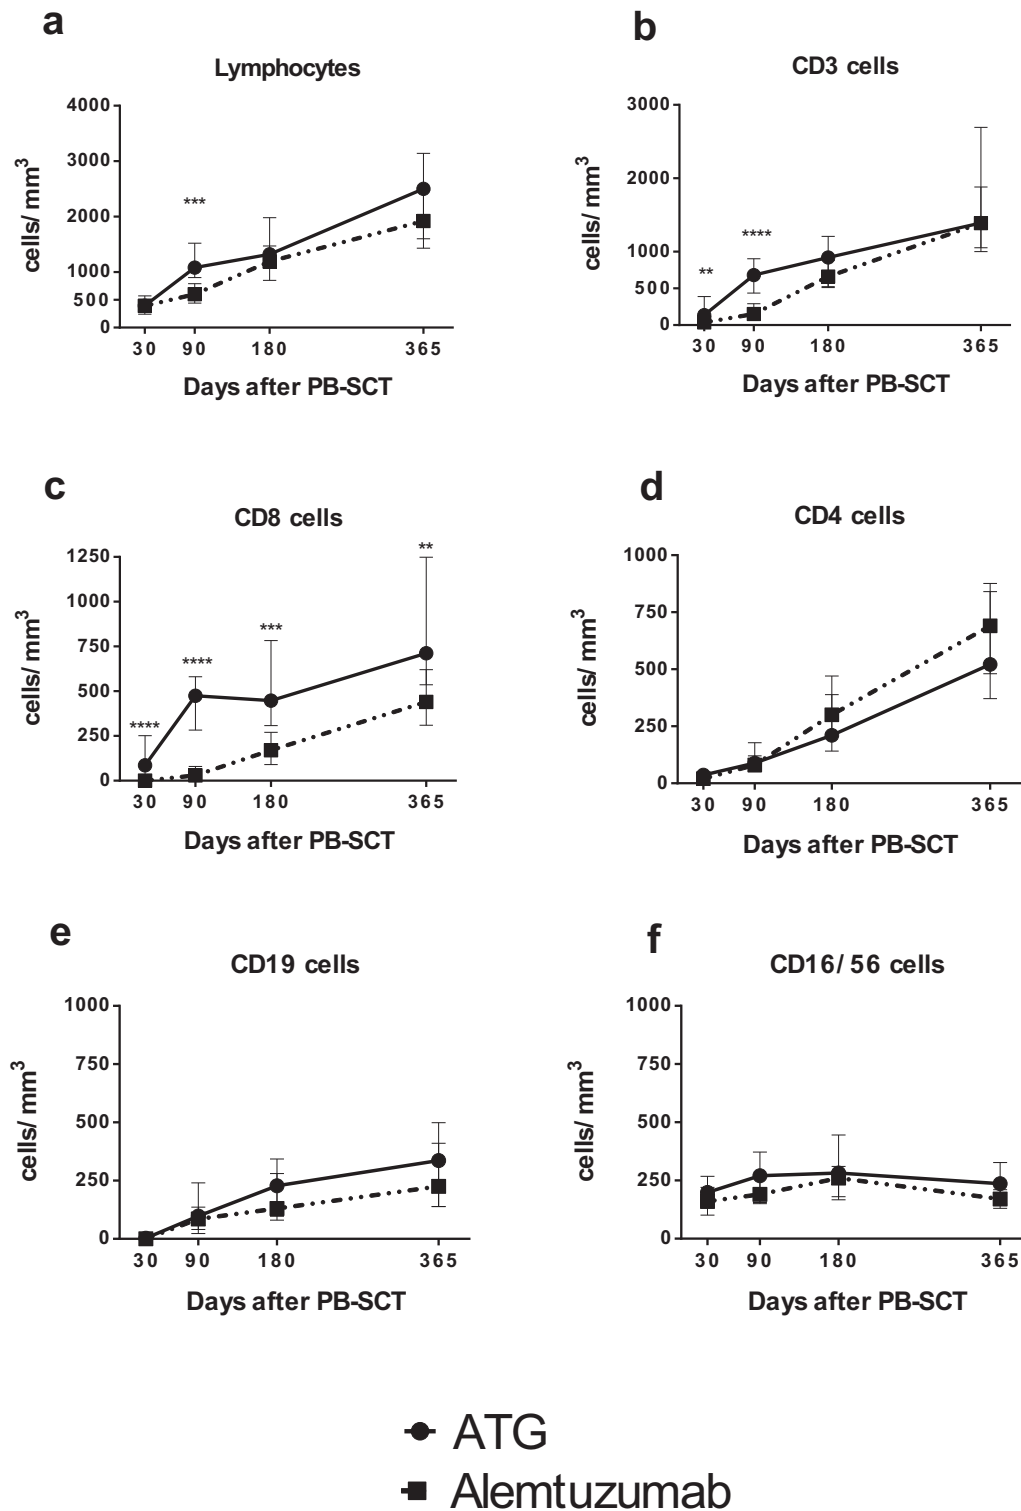 a
Lymphocytes
4000
3000
2000
1000
500
0
cells/ mm3
***
30 90 180 365
Days after PB-SCT
b
CD3 cells
3000
2000
1000
500
0
cells/ mm3
**
****
30 90 180 365
Days after PB-SCT
c
CD8 cells
1250
1000
750
500
250
0
cells/ mm3
****
****
***
**
30 90 180 365
Days after PB-SCT
d
CD4 cells
1000
750
500
250
0
cells/ mm3
30 90 180 365
Days after PB-SCT
e
CD19 cells
1000
750
500
250
0
cells/ mm3
30 90 180 365
Days after PB-SCT
f
CD16/ 56 cells
1000
750
500
250
0
cells/ mm3
30 90 180 365
Days after PB-SCT
ATG
Alemtuzumab